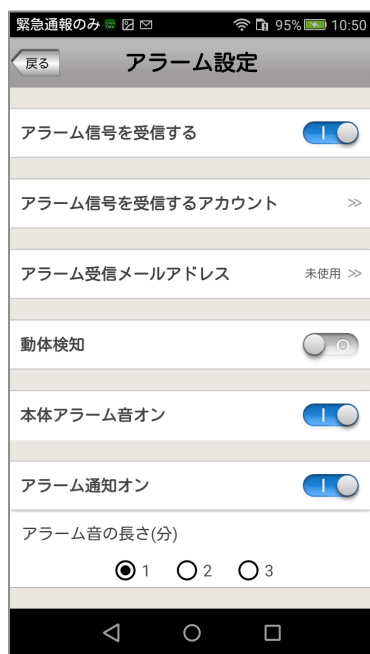 緊急通報のみ 95% 10:50
戻る アラーム設定
アラーム信号を受信する
アラーム信号を受信するアカウント >>
アラーム受信メールアドレス 未使用 >>
動体検知
本体アラーム音オン
アラーム通知オン
アラーム音の長さ(分)
1 2 3